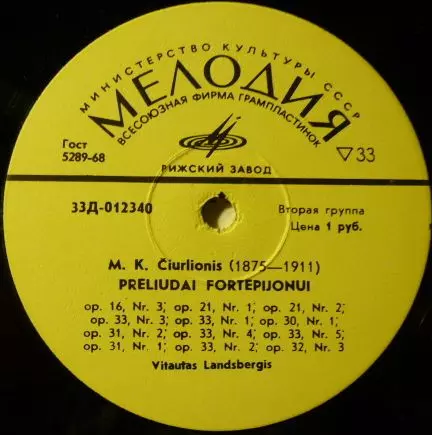 МИНИСТЕРСТВО КУЛЬТУРЫ СССР
МЕЛОДИЯ
ВСЕСОЮЗНАЯ ФИРМА ГРАМПЛАСТИНОК
Гост
5289-68
▽33
РИЖСКИЙ ЗАВОД
33Д-012340
Вторая группа
Цена 1 руб.
M. K. Čiurlionis (1875—1911)
PRELIUDAI FORTEPIJONUI
op. 16, Nr. 3; op. 21, Nr. 1; op. 21, Nr. 2;
op. 33, Nr. 3; op. 33, Nr. 1; op. 30, Nr. 1;
op. 31, Nr. 2; op. 33, Nr. 4; op. 33, Nr. 5;
op. 31, Nr. 1; op. 33, Nr. 2; op. 32, Nr. 3
Vitautas Landsbergis